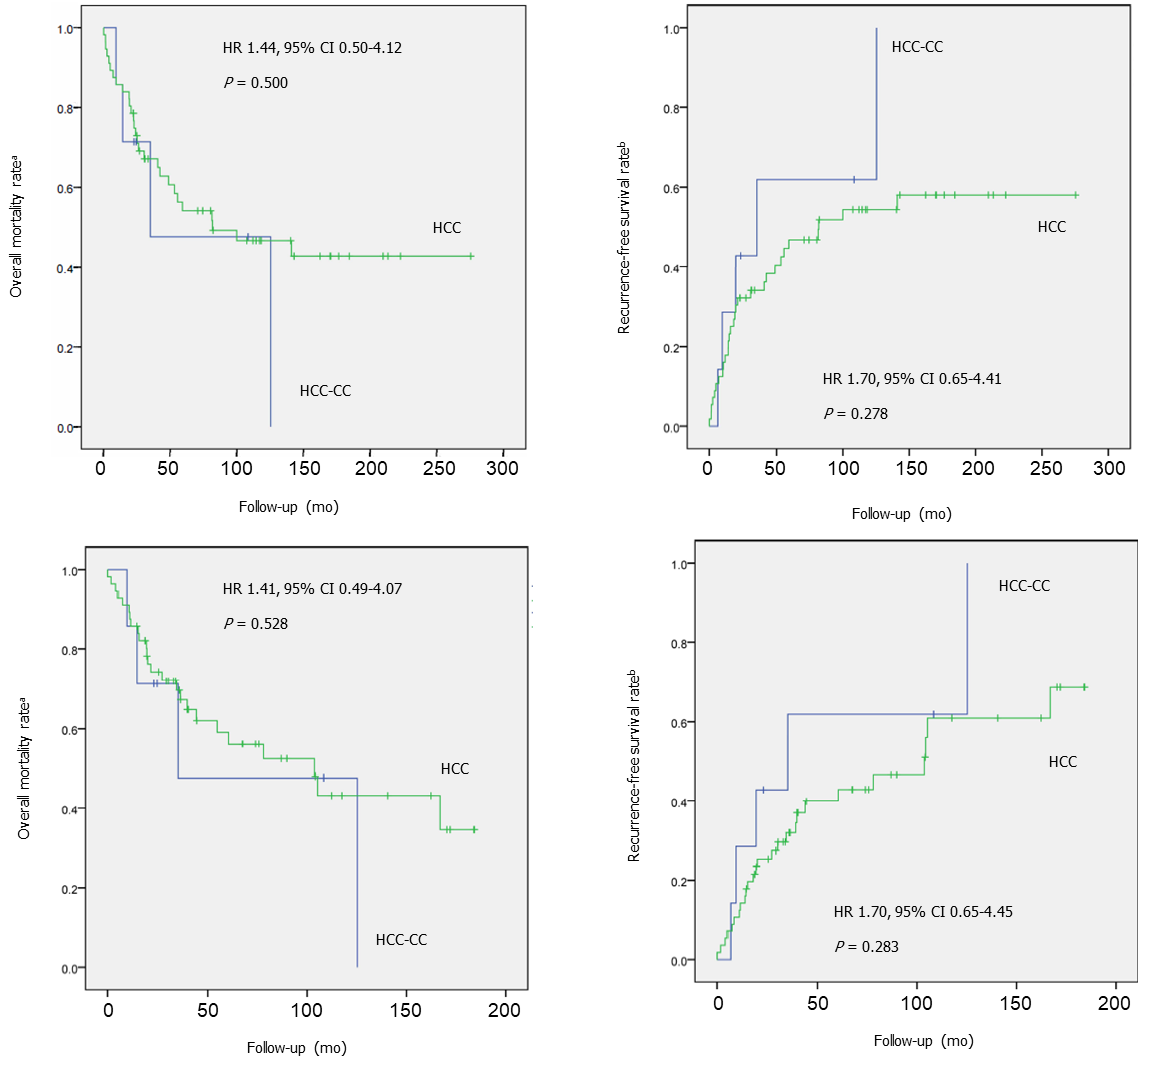 HR 1.44, 95% CI 0.50-4.12
P = 0.500
Overall mortality rateᵃ
1.0
0.8
0.6
0.4
0.2
0.0
HCC
HCC-CC
0 50 100 150 200 250 300
Follow-up (mo)
HCC-CC
Recurrence-free survival rateᵇ
1.0
0.8
0.6
0.4
0.2
0.0
HCC
HR 1.70, 95% CI 0.65-4.41
P = 0.278
0 50 100 150 200 250 300
Follow-up (mo)
HR 1.41, 95% CI 0.49-4.07
P = 0.528
Overall mortality rateᵃ
1.0
0.8
0.6
0.4
0.2
0.0
HCC
HCC-CC
0 50 100 150 200
Follow-up (mo)
HCC-CC
Recurrence-free survival rateᵇ
1.0
0.8
0.6
0.4
0.2
0.0
HCC
HR 1.70, 95% CI 0.65-4.45
P = 0.283
0 50 100 150 200
Follow-up (mo)